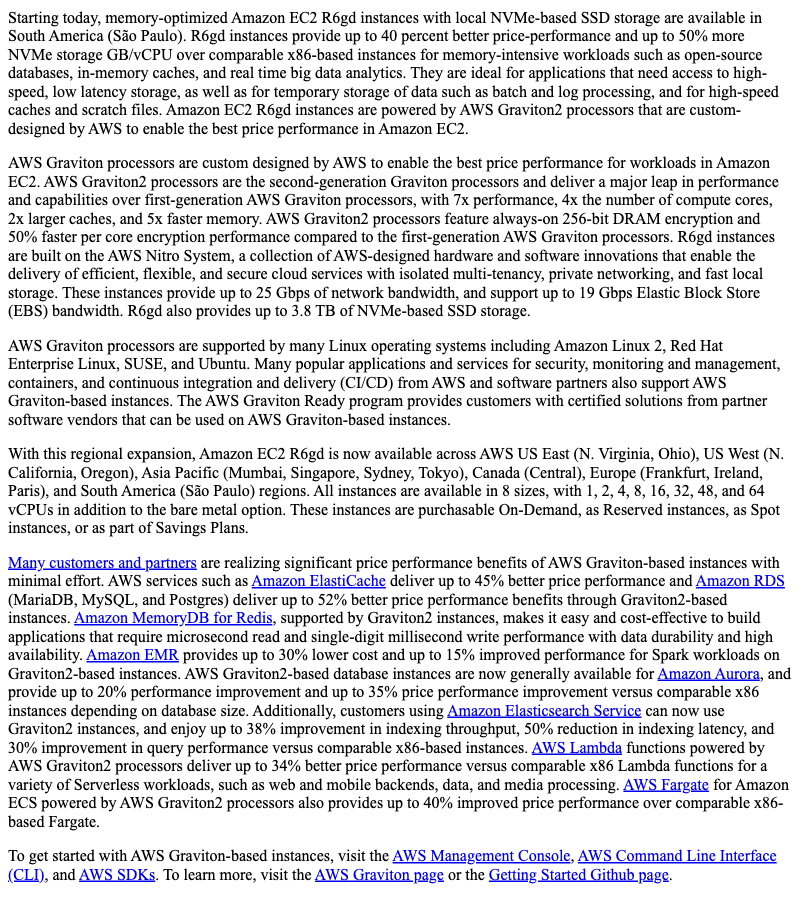 Starting today, memory-optimized Amazon EC2 R6gd instances with local NVMe-based SSD storage are available in
South America (São Paulo). R6gd instances provide up to 40 percent better price-performance and up to 50% more
NVMe storage GB/vCPU over comparable x86-based instances for memory-intensive workloads such as open-source
databases, in-memory caches, and real time big data analytics. They are ideal for applications that need access to high-
speed, low latency storage, as well as for temporary storage of data such as batch and log processing, and for high-speed
caches and scratch files. Amazon EC2 R6gd instances are powered by AWS Graviton2 processors that are custom-
designed by AWS to enable the best price performance in Amazon EC2.
AWS Graviton processors are custom designed by AWS to enable the best price performance for workloads in Amazon
EC2. AWS Graviton2 processors are the second-generation Graviton processors and deliver a major leap in performance
and capabilities over first-generation AWS Graviton processors, with 7x performance, 4x the number of compute cores,
2x larger caches, and 5x faster memory. AWS Graviton2 processors feature always-on 256-bit DRAM encryption and
50% faster per core encryption performance compared to the first-generation AWS Graviton processors. R6gd instances
are built on the AWS Nitro System, a collection of AWS-designed hardware and software innovations that enable the
delivery of efficient, flexible, and secure cloud services with isolated multi-tenancy, private networking, and fast local
storage. These instances provide up to 25 Gbps of network bandwidth, and support up to 19 Gbps Elastic Block Store
(EBS) bandwidth. R6gd also provides up to 3.8 TB of NVMe-based SSD storage.
AWS Graviton processors are supported by many Linux operating systems including Amazon Linux 2, Red Hat
Enterprise Linux, SUSE, and Ubuntu. Many popular applications and services for security, monitoring and management,
containers, and continuous integration and delivery (CI/CD) from AWS and software partners also support AWS
Graviton-based instances. The AWS Graviton Ready program provides customers with certified solutions from partner
software vendors that can be used on AWS Graviton-based instances.
With this regional expansion, Amazon EC2 R6gd is now available across AWS US East (N. Virginia, Ohio), US West (N.
California, Oregon), Asia Pacific (Mumbai, Singapore, Sydney, Tokyo), Canada (Central), Europe (Frankfurt, Ireland,
Paris), and South America (São Paulo) regions. All instances are available in 8 sizes, with 1, 2, 4, 8, 16, 32, 48, and 64
vCPUs in addition to the bare metal option. These instances are purchasable On-Demand, as Reserved instances, as Spot
instances, or as part of Savings Plans.
Many customers and partners are realizing significant price performance benefits of AWS Graviton-based instances with
minimal effort. AWS services such as Amazon ElastiCache deliver up to 45% better price performance and Amazon RDS
(MariaDB, MySQL, and Postgres) deliver up to 52% better price performance benefits through Graviton2-based
instances. Amazon MemoryDB for Redis, supported by Graviton2 instances, makes it easy and cost-effective to build
applications that require microsecond read and single-digit millisecond write performance with data durability and high
availability. Amazon EMR provides up to 30% lower cost and up to 15% improved performance for Spark workloads on
Graviton2-based instances. AWS Graviton2-based database instances are now generally available for Amazon Aurora, and
provide up to 20% performance improvement and up to 35% price performance improvement versus comparable x86
instances depending on database size. Additionally, customers using Amazon Elasticsearch Service can now use
Graviton2 instances, and enjoy up to 38% improvement in indexing throughput, 50% reduction in indexing latency, and
30% improvement in query performance versus comparable x86-based instances. AWS Lambda functions powered by
AWS Graviton2 processors deliver up to 34% better price performance versus comparable x86 Lambda functions for a
variety of Serverless workloads, such as web and mobile backends, data, and media processing. AWS Fargate for Amazon
ECS powered by AWS Graviton2 processors also provides up to 40% improved price performance over comparable x86-
based Fargate.
To get started with AWS Graviton-based instances, visit the AWS Management Console, AWS Command Line Interface
(CLI), and AWS SDKs. To learn more, visit the AWS Graviton page or the Getting Started Github page.